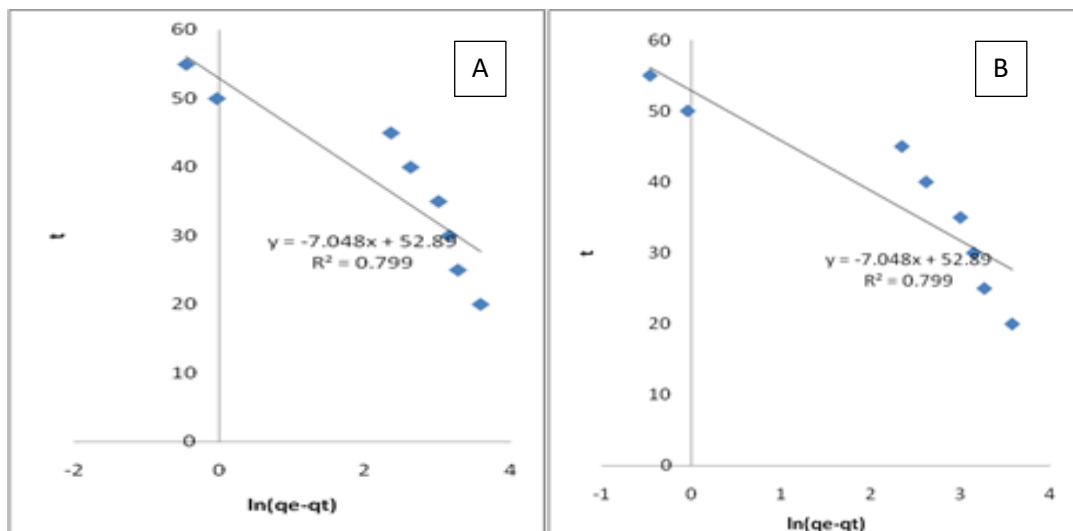 A
60
50
40
30
20
10
0
t
y = -7.048x + 52.89
R² = 0.799
-2 0 2 4
ln(qe-qt)
B
60
50
40
30
20
10
0
t
y = -7.048x + 52.89
R² = 0.799
-1 0 1 2 3 4
ln(qe-qt)